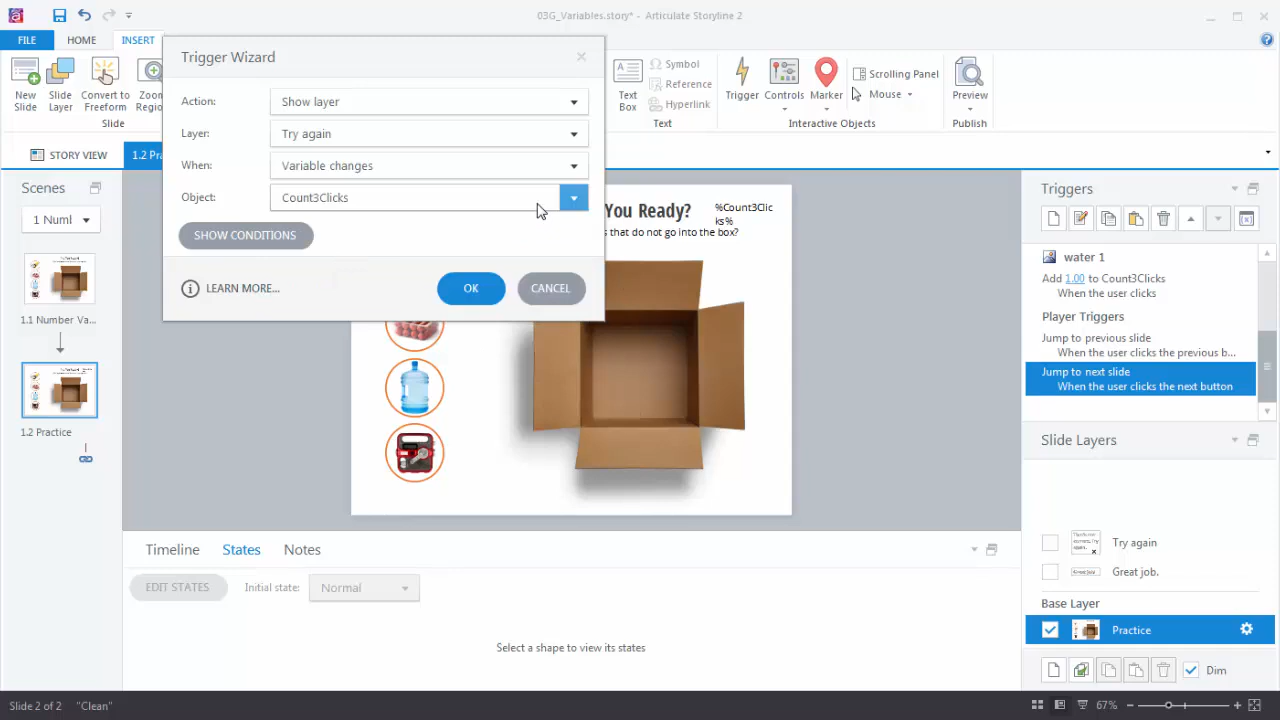 03G_Variables.story* - Articulate Storyline 2
FILE
HOME
INSERT
New
Slide
Slide
Layer
Convert to
Freeform
Zoom
Regio
Slide
Text
Box
Symbol
Reference
Hyperlink
Text
Trigger
Controls
Marker
Scrolling Panel
Mouse
Interactive Objects
Preview
Publish
Trigger Wizard
Action:
Show layer
Layer:
Try again
When:
Variable changes
Object:
Count3Clicks
SHOW CONDITIONS
LEARN MORE...
OK
CANCEL
STORY VIEW
1.2 Pra
Scenes
1 Numl
1.1 Number Va...
1.2 Practice
You Ready?
%Count3Clic
ks%
s that do not go into the box?
Triggers
water 1
Add 1.00 to Count3Clicks
When the user clicks
Player Triggers
Jump to previous slide
When the user clicks the previous b...
Jump to next slide
When the user clicks the next button
Slide Layers
Try again
Great job.
Base Layer
Practice
Dim
Timeline
States
Notes
EDIT STATES
Initial state:
Normal
Select a shape to view its states
Slide 2 of 2
"Clean"
67%